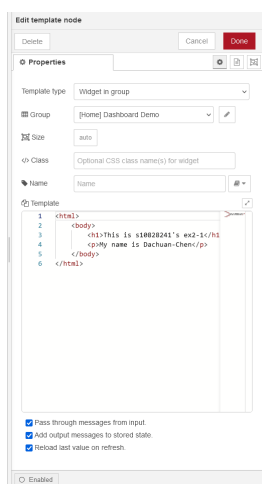 Edit template node
Delete Cancel Done
Properties
Template type Widget in group
Group [Home] Dashboard Demo
Size auto
</> Class Optional CSS class name(s) for widget
Name Name
Template
1 <html>
2 <body>
3 <h1>This is s10828241's ex2-1</h1
4 <p>My name is Dachuan-Chen</p>
5 </body>
6 </html>
Pass through messages from input.
Add output messages to stored state.
Reload last value on refresh.
Enabled